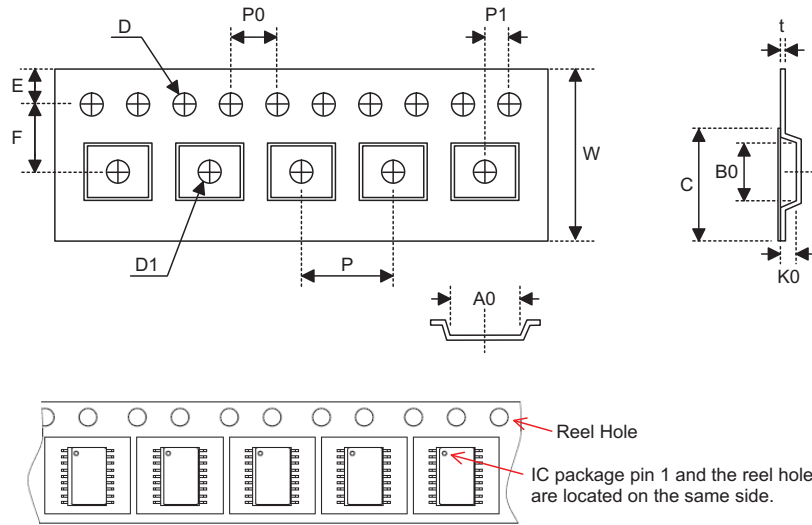 D
P0
P1
t
E
F
W
C
B0
D1
P
K0
A0
Reel Hole
IC package pin 1 and the reel hole
are located on the same side.